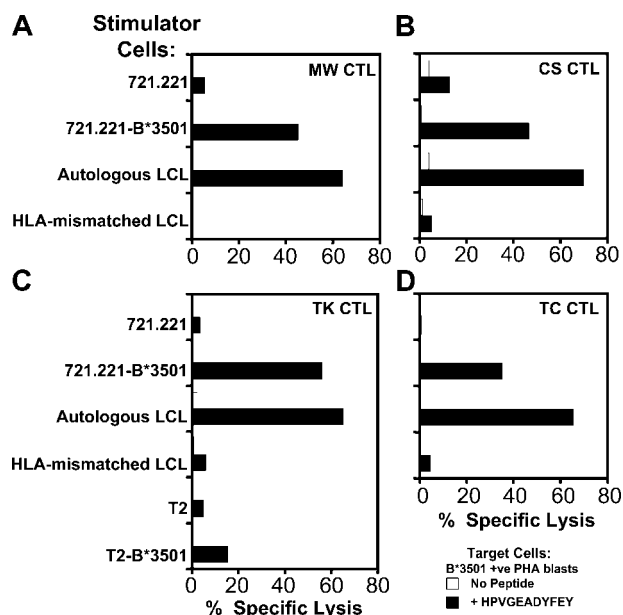 A
Stimulator
Cells:
MW CTL
721.221
721.221-B*3501
Autologous LCL
HLA-mismatched LCL
0 20 40 60 80
B
CS CTL
0 20 40 60 80
C
TK CTL
721.221
721.221-B*3501
Autologous LCL
HLA-mismatched LCL
T2
T2-B*3501
0 20 40 60 80
% Specific Lysis
D
TC CTL
0 20 40 60 80
% Specific Lysis
Target Cells:
B*3501 +ve PHA blasts
No Peptide
+ HPVGEADYFEY